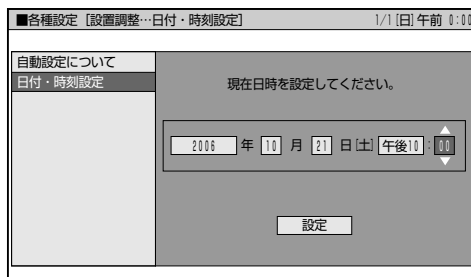 ■各種設定［設置調整…日付・時刻設定］ 1/1[日]午前 0:00
自動設定について
日付・時刻設定
現在日時を設定してください。
2006 年 10 月 21 日[土] 午後10 : 00
設定